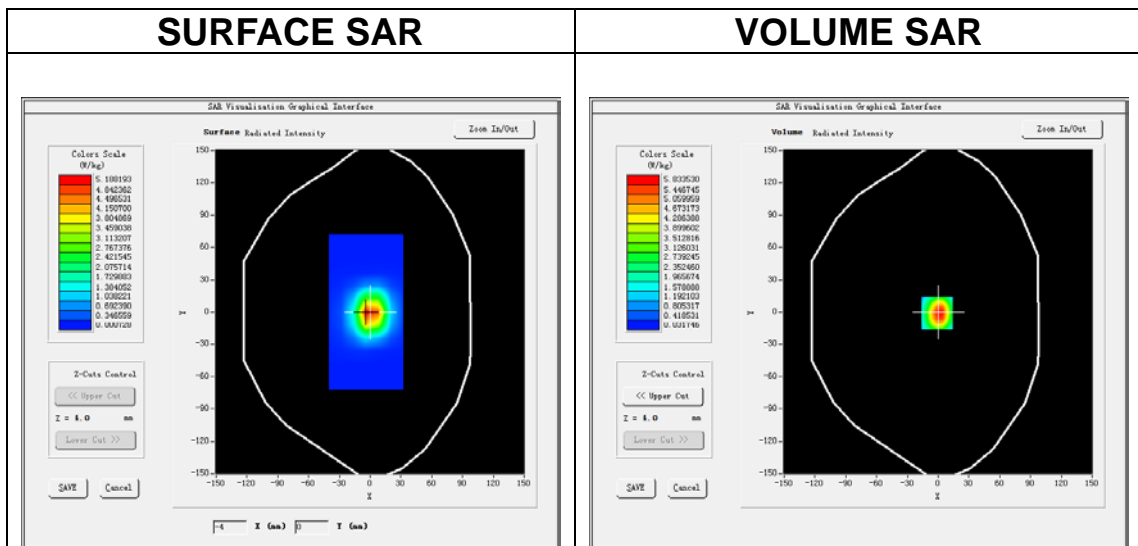 SURFACE SAR
VOLUME SAR
SAR Visualisation Graphical Interface
Surface Radiated Intensity
Zoom In/Out
Colors Scale
(W/kg)
5.188193
4.842362
4.496531
4.150700
3.804869
3.459038
3.113207
2.767376
2.421545
2.075714
1.729883
1.384052
1.038221
0.692390
0.346559
0.000728
Z-Cuts Control
<< Upper Cut
Z = 4.0 mm
Lower Cut >>
SAVE
Cancel
150
120
90
60
30
0
-30
-60
-90
-120
-150
Y
-150 -120 -90 -60 -30 0 30 60 90 120 150
X
-4 X (mm) 0 Y (mm)
SAR Visualisation Graphical Interface
Volume Radiated Intensity
Zoom In/Out
Colors Scale
(W/kg)
5.833530
5.446745
5.059959
4.673173
4.286388
3.899602
3.512816
3.126031
2.739245
2.352460
1.965674
1.578888
1.192103
0.805317
0.418531
0.031746
Z-Cuts Control
<< Upper Cut
Z = 4.0 mm
Lower Cut >>
SAVE
Cancel
150
120
90
60
30
0
-30
-60
-90
-120
-150
Y
-150 -120 -90 -60 -30 0 30 60 90 120 150
X